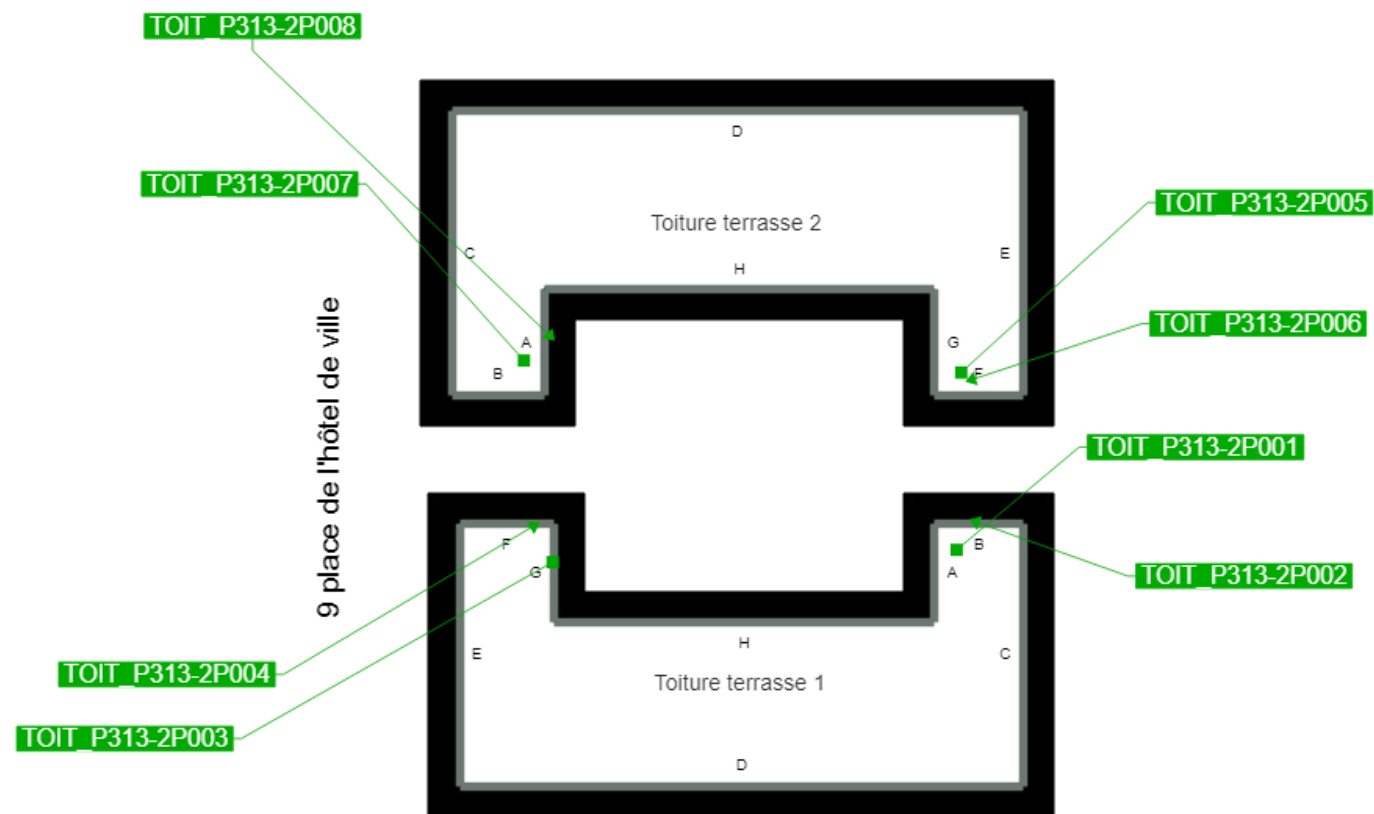 TOIT_P313-2P008
D
TOIT_P313-2P007
TOIT_P313-2P005
Toiture terrasse 2
C
E
H
TOIT_P313-2P006
A
G
B
F
9 place de l'hôtel de ville
TOIT_P313-2P001
F
B
G
A
TOIT_P313-2P002
H
E
C
TOIT_P313-2P004
Toiture terrasse 1
TOIT_P313-2P003
D